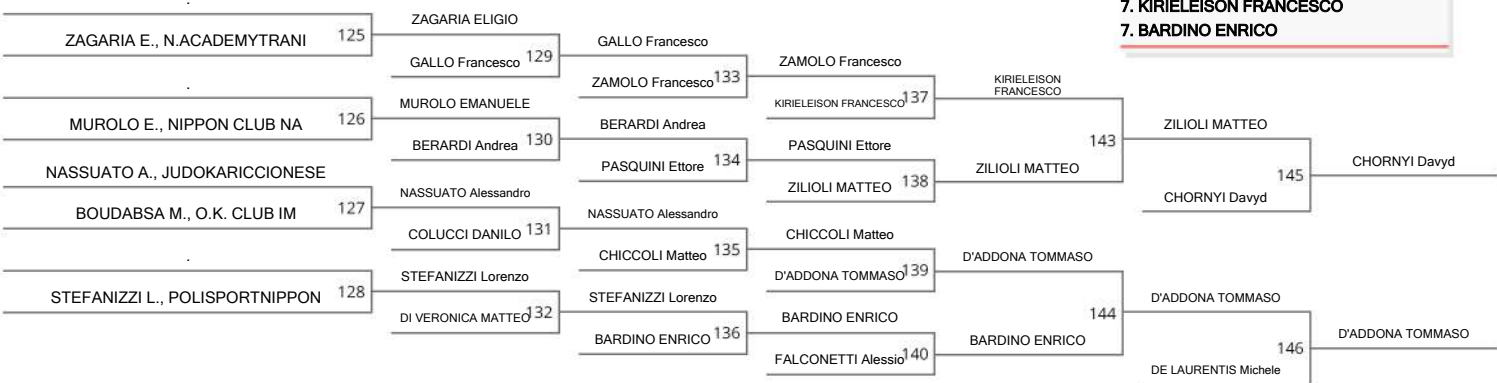 7. KIRIELEISON FRANCESCO
7. BARDINO ENRICO
.
ZAGARIA E., N.ACADEMYTRANI
125
.
MUROLO E., NIPPON CLUB NA
126
NASSUATO A., JUDOKARICCIONESE
BOUDABSA M., O.K. CLUB IM
127
.
STEFANIZZI L., POLISPORTNIPPON
128
ZAGARIA ELIGIO
GALLO Francesco
129
MUROLO EMANUELE
BERARDI Andrea
130
NASSUATO Alessandro
COLUCCI DANILO
131
STEFANIZZI Lorenzo
DI VERONICA MATTEO
132
GALLO Francesco
ZAMOLO Francesco
133
BERARDI Andrea
PASQUINI Ettore
134
NASSUATO Alessandro
CHICCOLI Matteo
135
STEFANIZZI Lorenzo
BARDINO ENRICO
136
ZAMOLO Francesco
KIRIELEISON FRANCESCO
137
PASQUINI Ettore
ZILIOLI MATTEO
138
CHICCOLI Matteo
D'ADDONA TOMMASO
139
BARDINO ENRICO
FALCONETTI Alessio
140
KIRIELEISON
FRANCESCO
ZILIOLI MATTEO
143
D'ADDONA TOMMASO
BARDINO ENRICO
144
ZILIOLI MATTEO
CHORNYI Davyd
145
D'ADDONA TOMMASO
DE LAURENTIS Michele
146
CHORNYI Davyd
D'ADDONA TOMMASO